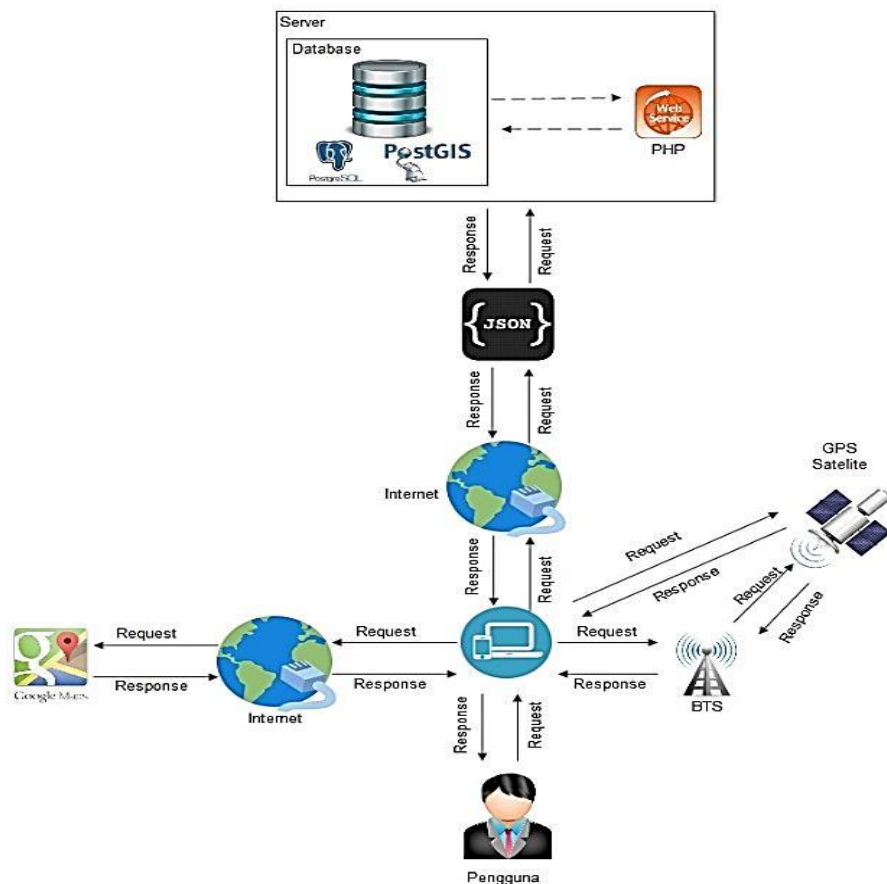 Server
Database
PostgreSQL
PostGIS
Web
Service
PHP
Response
Request
{JSON}
Response
Request
Internet
GPS
Satelite
Response
Request
Request
Response
Request
Response
Request
Request
Request
Response
Response
Response
Google Maps
Internet
BTS
Response
Request
Pengguna